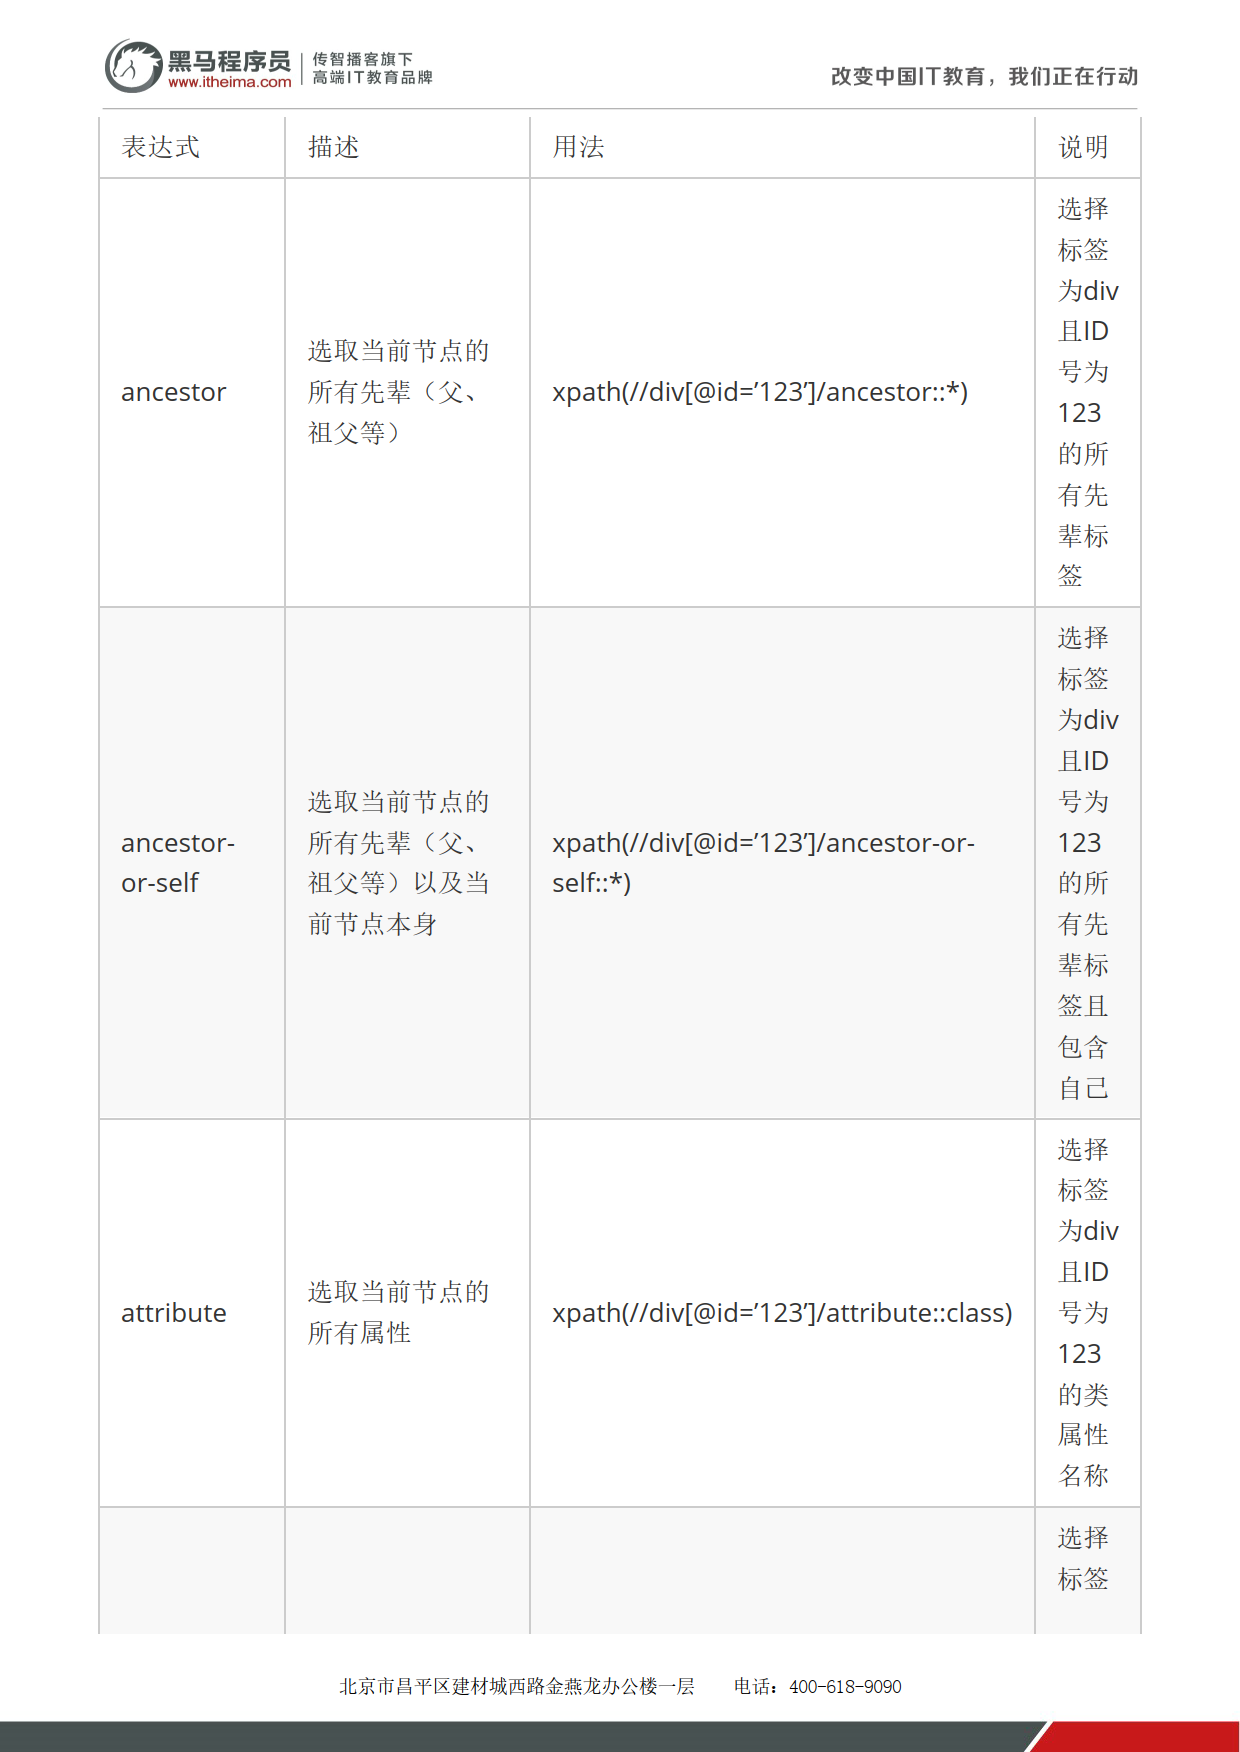 黑马程序员
www.itheima.com
传智播客旗下
高端IT教育品牌
改变中国IT教育，我们正在行动
表达式
描述
用法
说明
ancestor
选取当前节点的
所有先辈（父、
祖父等）
xpath(//div[@id=’123’]/ancestor::*)
选择
标签
为div
且ID
号为
123
的所
有先
辈标
签
ancestor-
or-self
选取当前节点的
所有先辈（父、
祖父等）以及当
前节点本身
xpath(//div[@id=’123’]/ancestor-or-
self::*)
选择
标签
为div
且ID
号为
123
的所
有先
辈标
签且
包含
自己
attribute
选取当前节点的
所有属性
xpath(//div[@id=’123’]/attribute::class)
选择
标签
为div
且ID
号为
123
的类
属性
名称
选择
标签
北京市昌平区建材城西路金燕龙办公楼一层 电话：400-618-9090